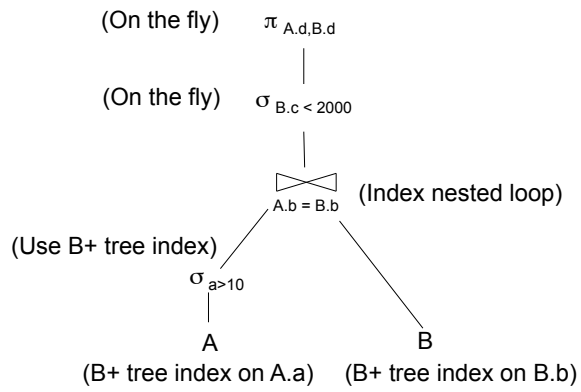 (On the fly) π A.d,B.d
(On the fly) σ B.c < 2000
A.b = B.b (Index nested loop)
(Use B+ tree index)
σ a>10
A B
(B+ tree index on A.a) (B+ tree index on B.b)